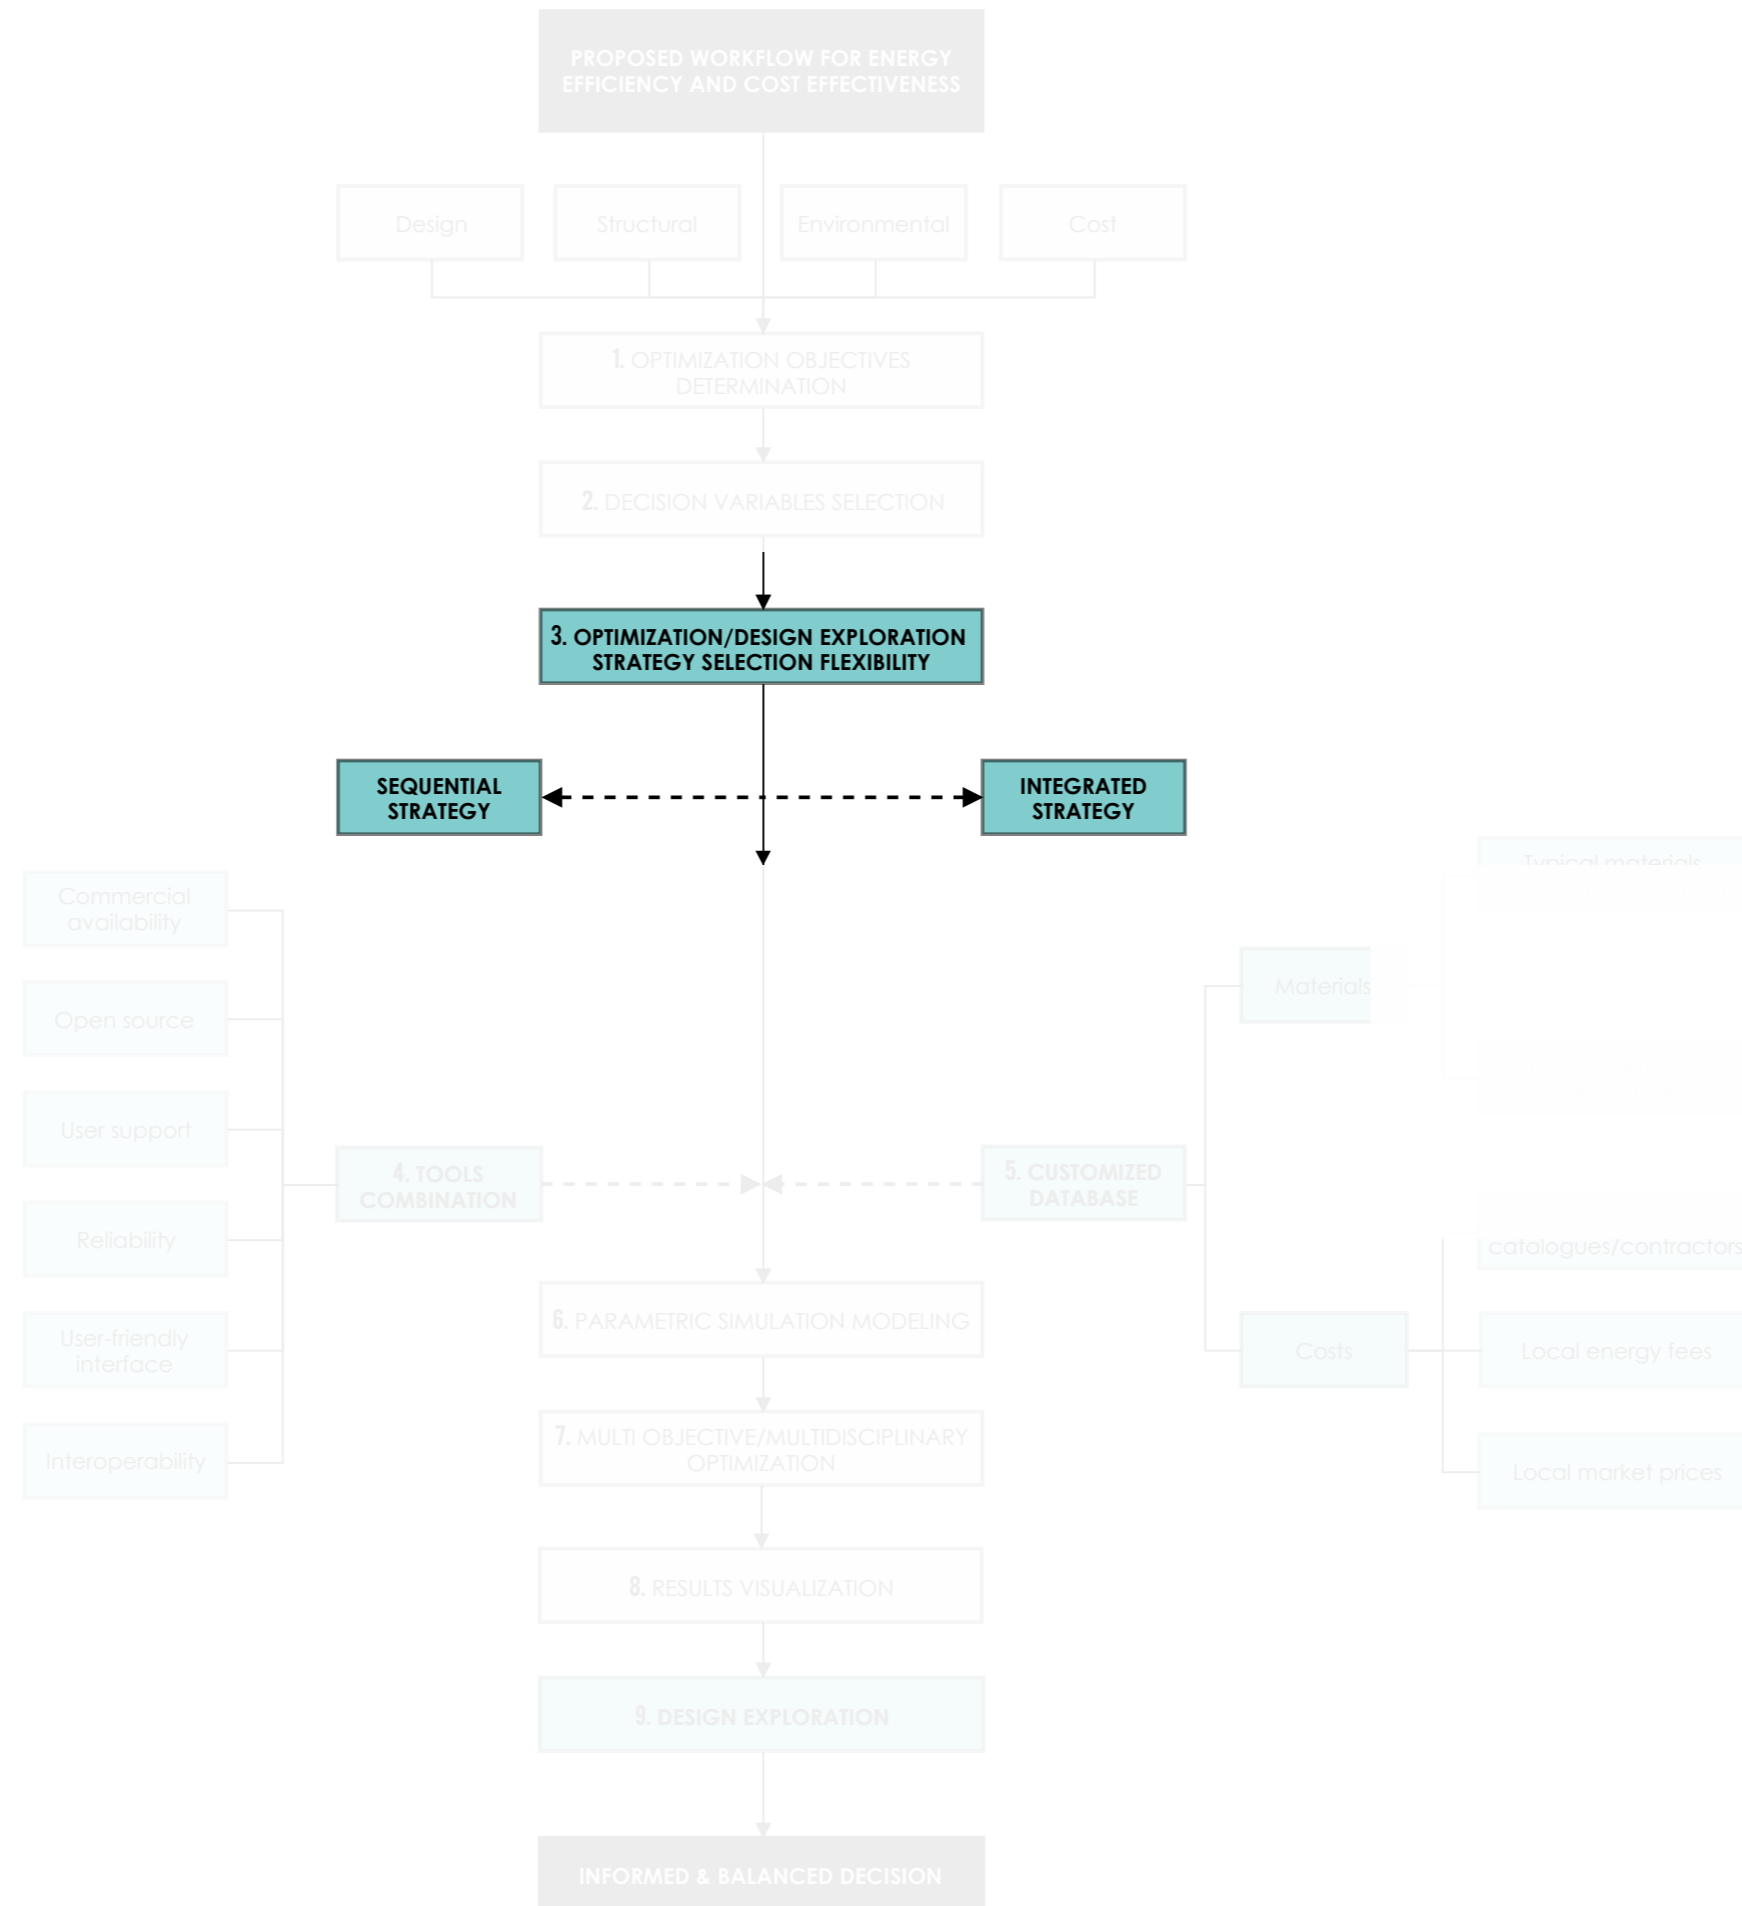 PROPOSED WORKFLOW FOR ENERGY
EFFICIENCY AND COST EFFECTIVENESS
Design
Structural
Environmental
Cost
1. OPTIMIZATION OBJECTIVES
DETERMINATION
2. DECISION VARIABLES SELECTION
3. OPTIMIZATION/DESIGN EXPLORATION
STRATEGY SELECTION FLEXIBILITY
SEQUENTIAL
STRATEGY
INTEGRATED
STRATEGY
Commercial
availability
Open source
User support
Reliability
User-friendly
interface
Interoperability
4. TOOLS
COMBINATION
5. CUSTOMIZED
DATABASE
Typical materials
Materials
catalogues/contractors
Costs
Local energy fees
Local market prices
6. PARAMETRIC SIMULATION MODELING
7. MULTI OBJECTIVE/MULTIDISCIPLINARY
OPTIMIZATION
8. RESULTS VISUALIZATION
9. DESIGN EXPLORATION
INFORMED & BALANCED DECISION